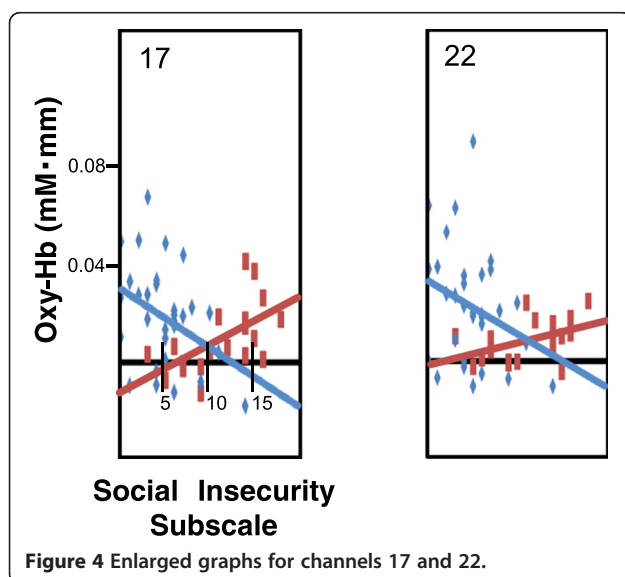 17
22
Oxy-Hb (mM·mm)
0.08
0.04
5
10
15
Social Insecurity
Subscale
Figure 4 Enlarged graphs for channels 17 and 22.